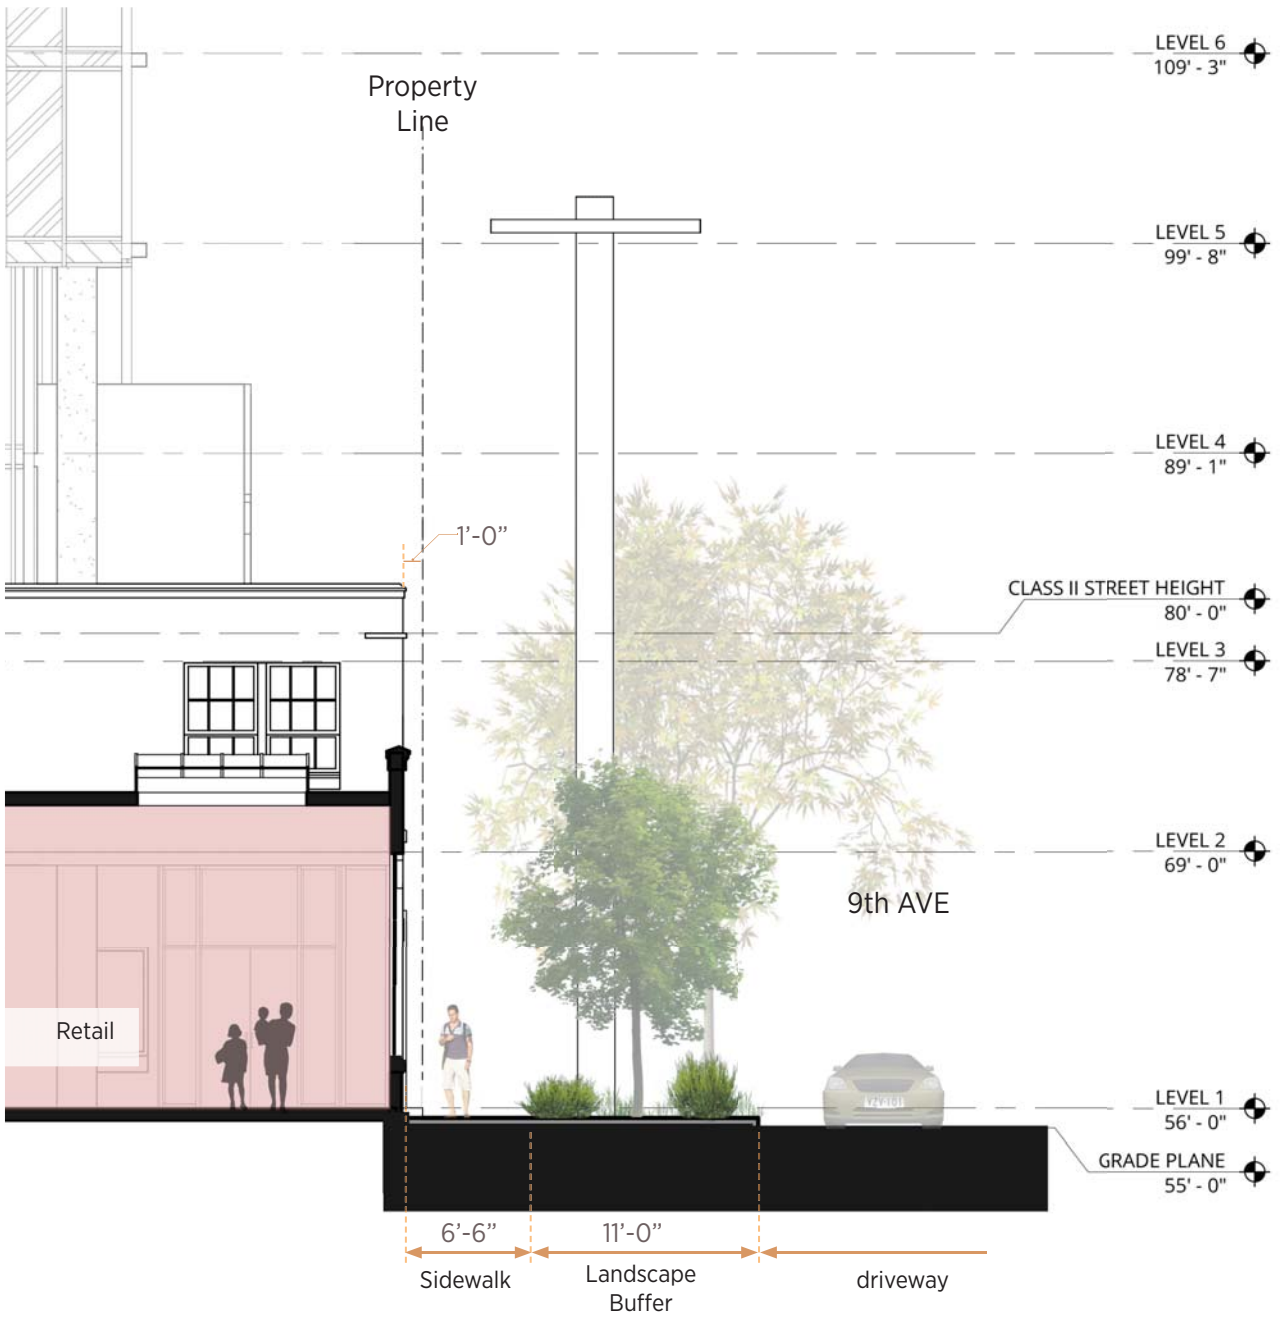 LEVEL 6
109' - 3"
Property
Line
LEVEL 5
99' - 8"
LEVEL 4
89' - 1"
1’-0”
CLASS II STREET HEIGHT
80' - 0"
LEVEL 3
78' - 7"
LEVEL 2
69' - 0"
9th AVE
Retail
LEVEL 1
56' - 0"
GRADE PLANE
55' - 0"
6’-6”
11’-0”
Sidewalk
Landscape
Buffer
driveway